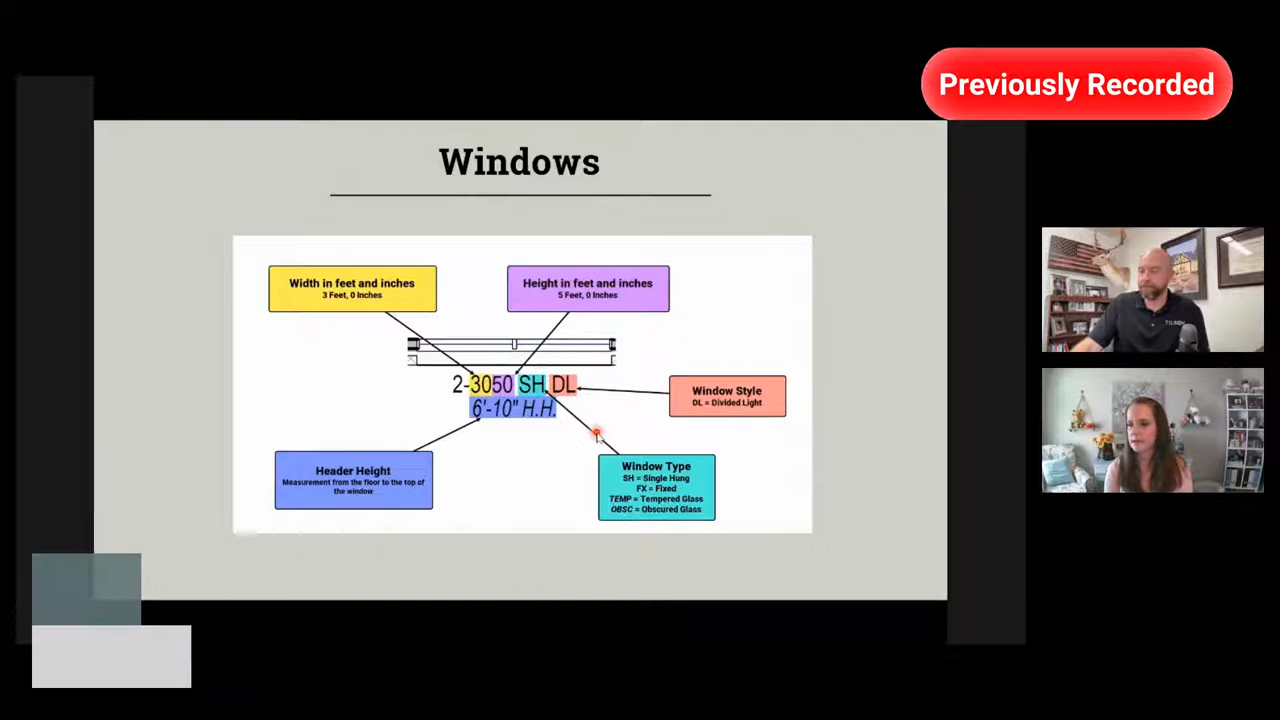 Previously Recorded
Windows
Width in feet and inches
3 Feet, 0 Inches
Height in feet and inches
5 Feet, 0 Inches
2-3050 SH DL
6'-10" H.H.
Window Style
DL = Divided Light
Header Height
Measurement from the floor to the top of
the window
Window Type
SH = Single Hung
FX = Fixed
TEMP = Tempered Glass
OBSC = Obscured Glass
TILSON